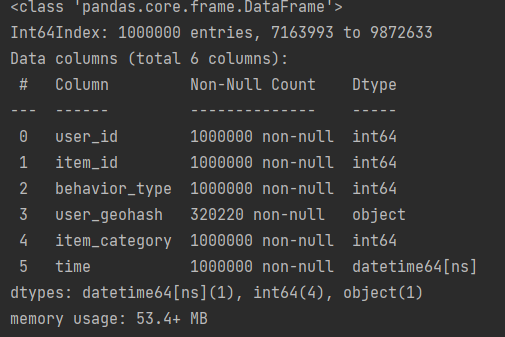 <class 'pandas.core.frame.DataFrame'>
Int64Index: 1000000 entries, 7163993 to 9872633
Data columns (total 6 columns):
 #   Column         Non-Null Count    Dtype
---  ------         --------------    -----
 0   user_id        1000000 non-null  int64
 1   item_id        1000000 non-null  int64
 2   behavior_type  1000000 non-null  int64
 3   user_geohash   320220 non-null   object
 4   item_category  1000000 non-null  int64
 5   time           1000000 non-null  datetime64[ns]
dtypes: datetime64[ns](1), int64(4), object(1)
memory usage: 53.4+ MB